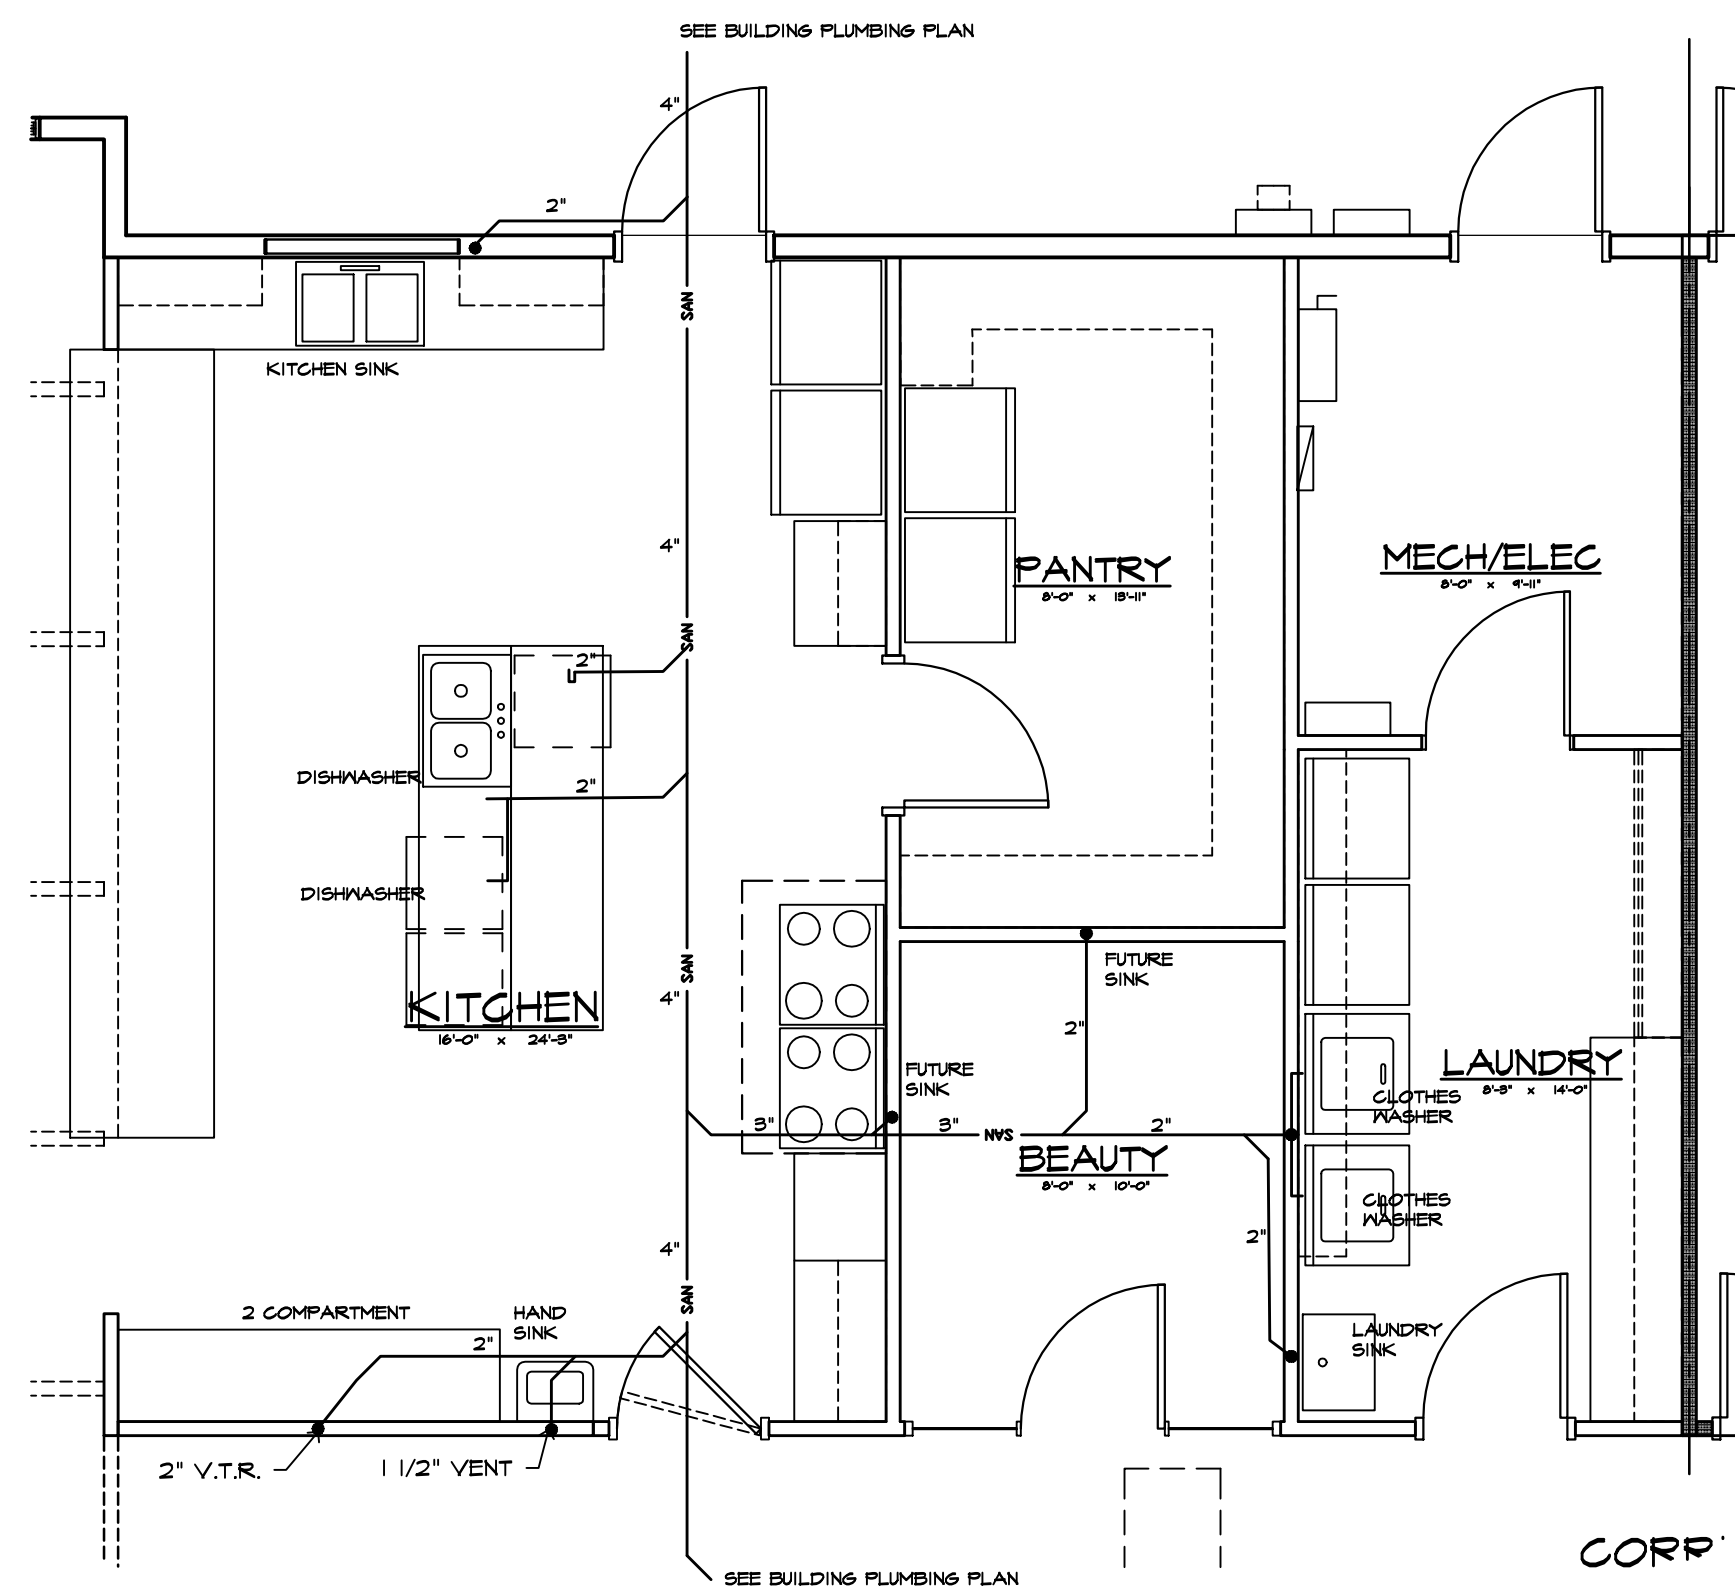 SEE BUILDING PLUMBING PLAN
4"
2"
SAN
KITCHEN SINK
4"
PANTRY
8'-0" x 13'-11"
MECH/ELEC
8'-0" x 9'-11"
SAN
2"
DISHWASHER
2"
DISHWASHER
FUTURE
SINK
SAN
4"
KITCHEN
16'-0" x 24'-3"
2"
FUTURE
SINK
LAUNDRY
8'-3" x 14'-0"
CLOTHES
WASHER
3"
3"
SAN
2"
BEAUTY
8'-0" x 10'-0"
CLOTHES
WASHER
4"
2"
SAN
2 COMPARTMENT
HAND
SINK
2"
LAUNDRY
SINK
2" V.T.R.
1 1/2" VENT
CORR
SEE BUILDING PLUMBING PLAN